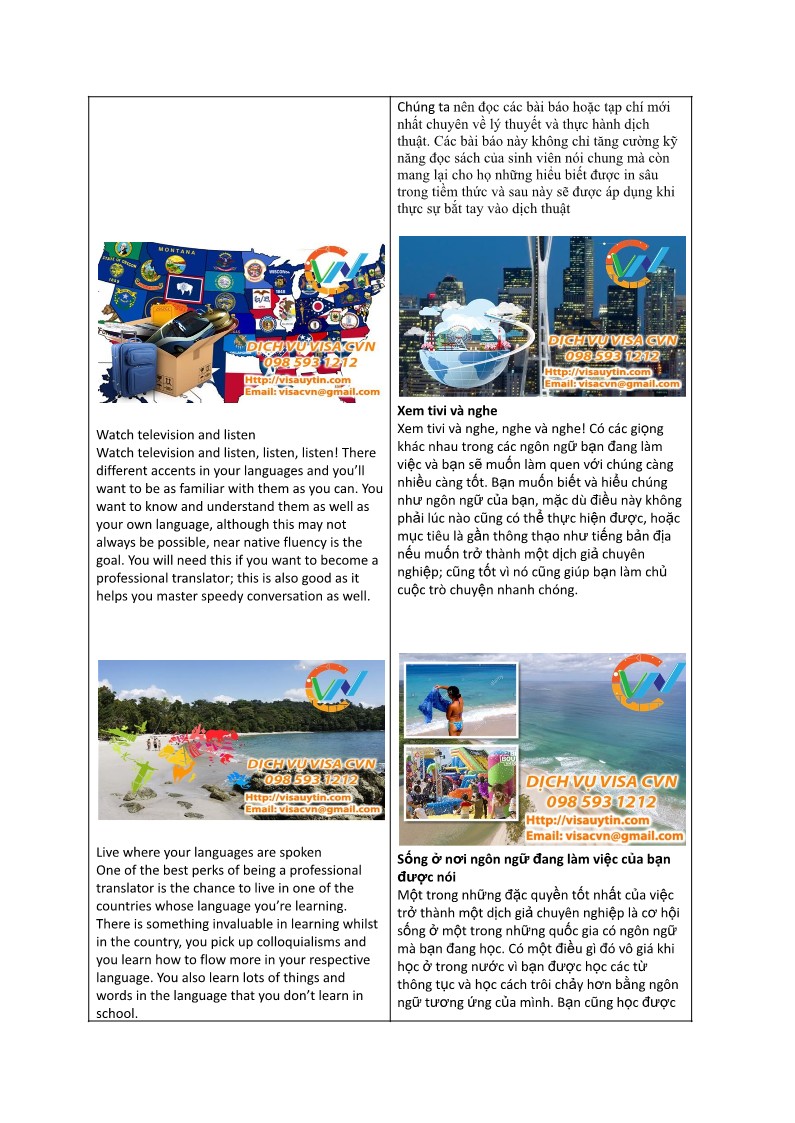 Chúng ta nên đọc các bài báo hoặc tạp chí mới
nhất chuyên về lý thuyết và thực hành dịch
thuật. Các bài báo này không chỉ tăng cường kỹ
năng đọc sách của sinh viên nói chung mà còn
mang lại cho họ những hiểu biết được in sâu
trong tiềm thức và sau này sẽ được áp dụng khi
thực sự bắt tay vào dịch thuật
MONTANA
CVN
DỊCH VỤ VISA CVN
098 593 1212
Http://visauytin.com
Email: visacvn@gmail.com
Watch television and listen
Watch television and listen, listen, listen! There
different accents in your languages and you’ll
want to be as familiar with them as you can. You
want to know and understand them as well as
your own language, although this may not
always be possible, near native fluency is the
goal. You will need this if you want to become a
professional translator; this is also good as it
helps you master speedy conversation as well.
CVN
DỊCH VỤ VISA CVN
098 593 1212
Http://visauytin.com
Email: visacvn@gmail.com
Xem tivi và nghe
Xem tivi và nghe, nghe và nghe! Có các giọng
khác nhau trong các ngôn ngữ bạn đang làm
việc và bạn sẽ muốn làm quen với chúng càng
nhiều càng tốt. Bạn muốn biết và hiểu chúng
như ngôn ngữ của bạn, mặc dù điều này không
phải lúc nào cũng có thể thực hiện được, hoặc
mục tiêu là gần thông thạo như tiếng bản địa
nếu muốn trở thành một dịch giả chuyên
nghiệp; cũng tốt vì nó cũng giúp bạn làm chủ
cuộc trò chuyện nhanh chóng.
CVN
DỊCH VỤ VISA CVN
098 593 1212
Http://visauytin.com
Email: visacvn@gmail.com
Live where your languages are spoken
One of the best perks of being a professional
translator is the chance to live in one of the
countries whose language you’re learning.
There is something invaluable in learning whilst
in the country, you pick up colloquialisms and
you learn how to flow more in your respective
language. You also learn lots of things and
words in the language that you don’t learn in
school.
CVN
DỊCH VỤ VISA CVN
098 593 1212
Http://visauytin.com
Email: visacvn@gmail.com
Sống ở nơi ngôn ngữ đang làm việc của bạn
được nói
Một trong những đặc quyền tốt nhất của việc
trở thành một dịch giả chuyên nghiệp là cơ hội
sống ở một trong những quốc gia có ngôn ngữ
mà bạn đang học. Có một điều gì đó vô giá khi
học ở trong nước vì bạn được học các từ
thông tục và học cách trôi chảy hơn bằng ngôn
ngữ tương ứng của mình. Bạn cũng học được